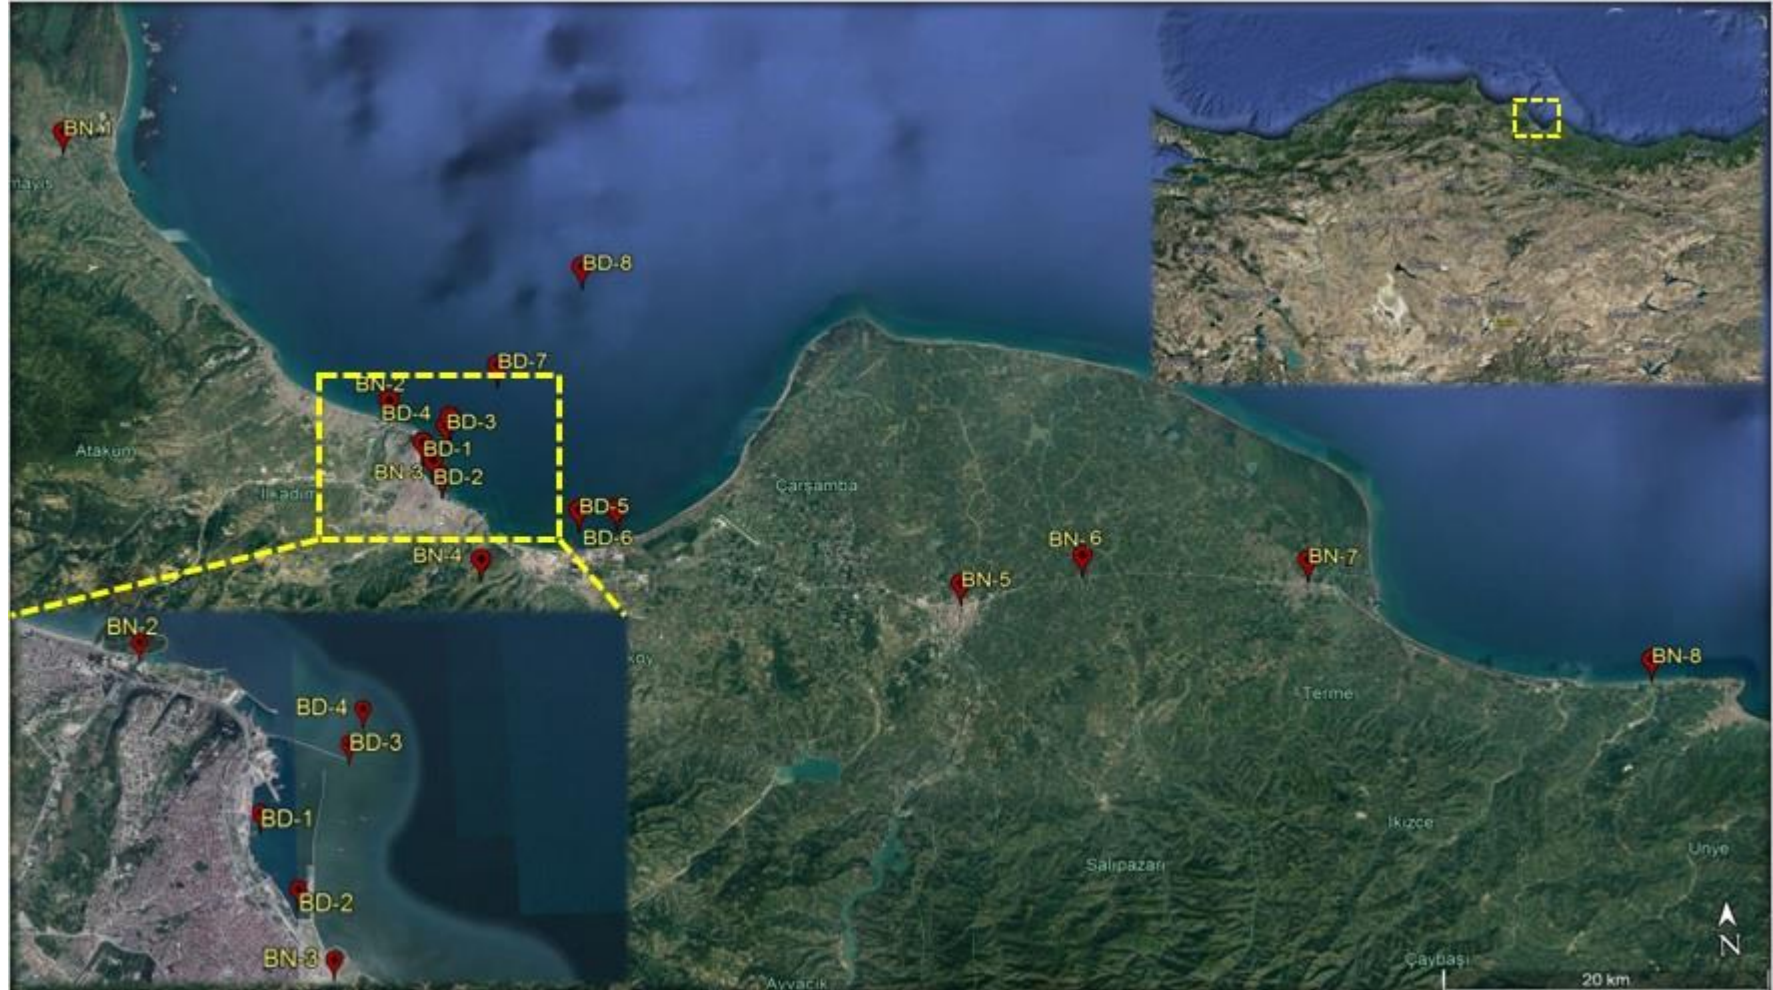 BN-1
mayis
BD-8
BD-7
BN-2
BD-4
BD-3
BD-1
BN-3
BD-2
Atakum
İlkadım
Çarşamba
BD-5
BD-6
BN-4
BN-6
BN-7
BN-5
BN-2
köy
BN-8
Terme
BD-4
BD-3
BD-1
İkizce
Ünye
Salıpazarı
BD-2
BN-3
N
Çaybaşı
20 km
Ayvacık